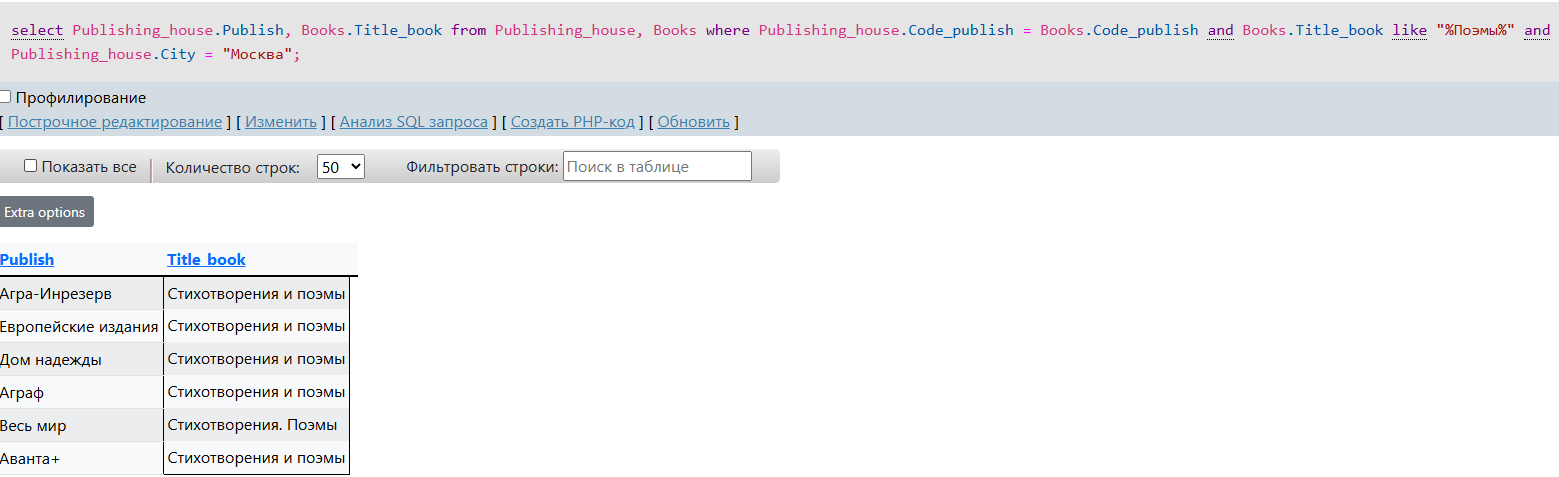 select Publishing_house.Publish, Books.Title_book from Publishing_house, Books where Publishing_house.Code_publish = Books.Code_publish and Books.Title_book like "%Поэмы%" and
Publishing_house.City = "Москва";
Профилирование
[ Построчное редактирование ] [ Изменить ] [ Анализ SQL запроса ] [ Создать PHP-код ] [ Обновить ]
Показать все Количество строк: 50 Фильтровать строки: Поиск в таблице
Extra options
Publish Title_book
Агра-Инрезерв Стихотворения и поэмы
Европейские издания Стихотворения и поэмы
Дом надежды Стихотворения и поэмы
Аграф Стихотворения и поэмы
Весь мир Стихотворения. Поэмы
Аванта+ Стихотворения и поэмы